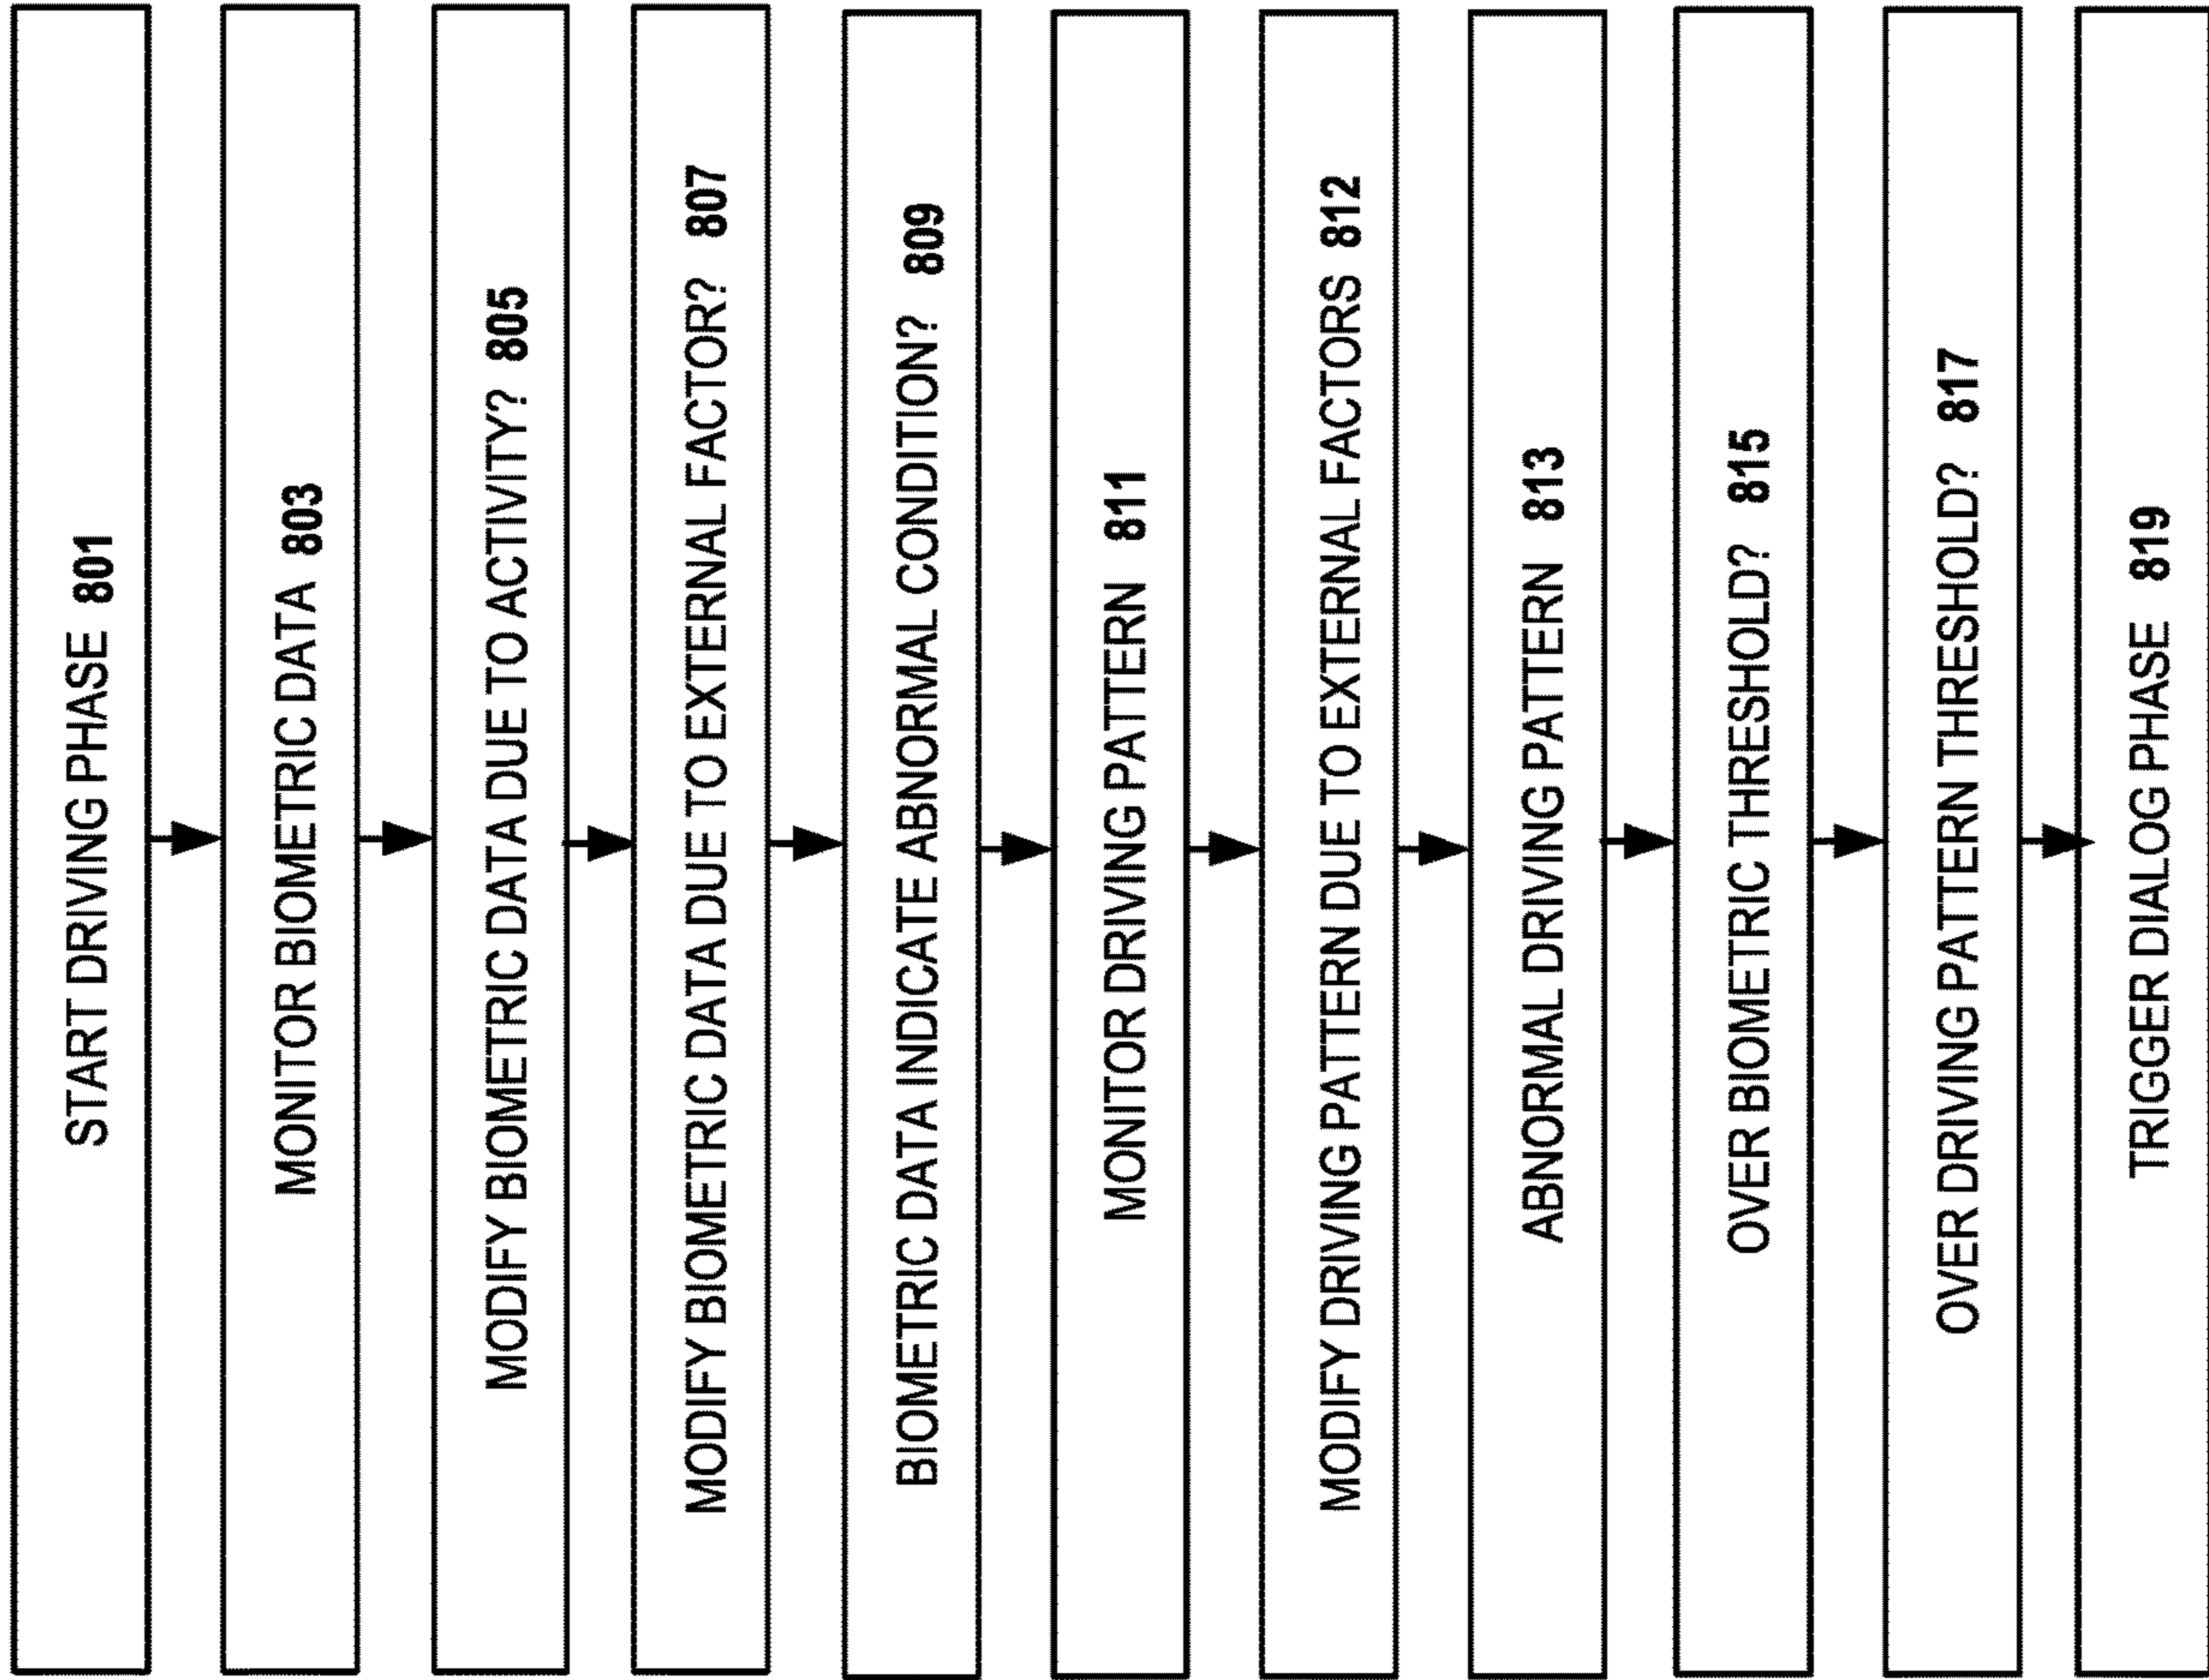 START DRIVING PHASE 801
MONITOR BIOMETRIC DATA 803
MODIFY BIOMETRIC DATA DUE TO ACTIVITY? 805
MODIFY BIOMETRIC DATA DUE TO EXTERNAL FACTOR? 807
BIOMETRIC DATA INDICATE ABNORMAL CONDITION? 809
MONITOR DRIVING PATTERN 811
MODIFY DRIVING PATTERN DUE TO EXTERNAL FACTORS 812
ABNORMAL DRIVING PATTERN 813
OVER BIOMETRIC THRESHOLD? 815
OVER DRIVING PATTERN THRESHOLD? 817
TRIGGER DIALOG PHASE 819